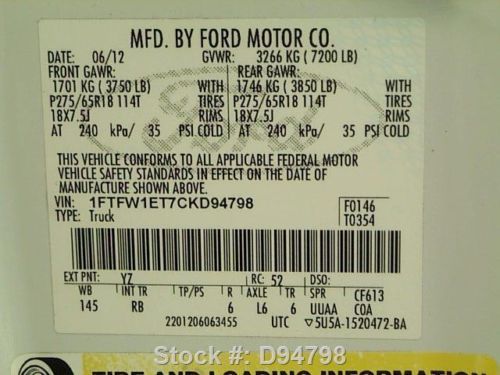 MFD. BY FORD MOTOR CO.
DATE: 06/12 GVWR: 3266 KG ( 7200 LB)
FRONT GAWR: REAR GAWR:
1701 KG ( 3750 LB) WITH 1746 KG ( 3850 LB) WITH
P275/65R18 114T TIRES P275/65R18 114T TIRES
18X7.5J RIMS 18X7.5J RIMS
AT 240 kPa/ 35 PSI COLD AT 240 kPa/ 35 PSI COLD
THIS VEHICLE CONFORMS TO ALL APPLICABLE FEDERAL MOTOR
VEHICLE SAFETY STANDARDS IN EFFECT ON THE DATE OF
MANUFACTURE SHOWN ABOVE.
VIN: 1FTFW1ET7CKD94798 F0146
TYPE: Truck T0354
EXT PNT: YZ RC: 52 DSO:
WB INT TR TP/PS R AXLE TR SPR CF613
145 RB 6 L6 6 UUAA COA
2201206063455 UTC 5U5A-1520472-BA
Stock #: D94798
TIRE AND LOADING INFORMATION